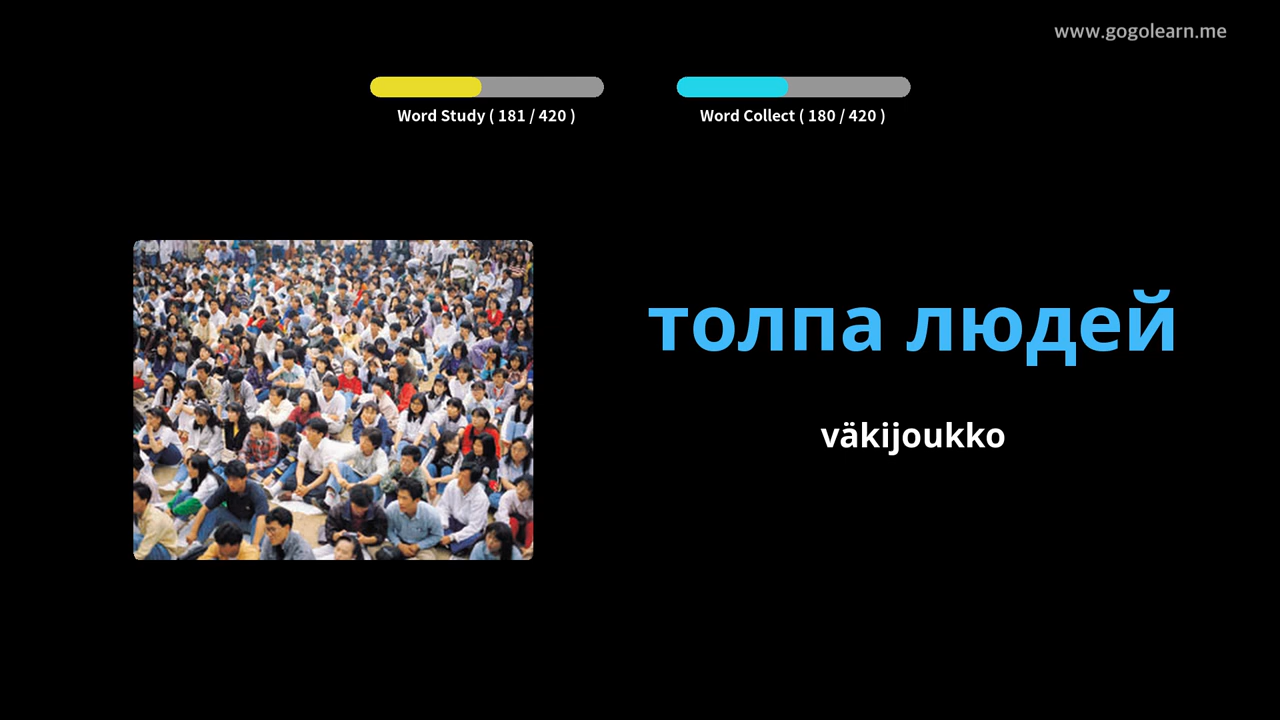 www.gogolearn.me
Word Study ( 181 / 420 )
Word Collect ( 180 / 420 )
толпа людей
väkijoukko